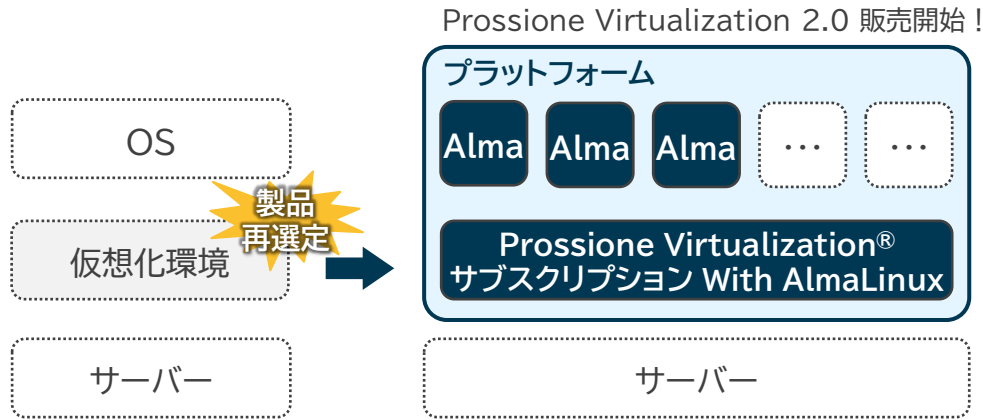 Prossione Virtualization 2.0 販売開始！
プラットフォーム
OS
Alma
Alma
Alma
...
...
製品
再選定
仮想化環境
Prossione Virtualization®
サブスクリプション With AlmaLinux
サーバー
サーバー